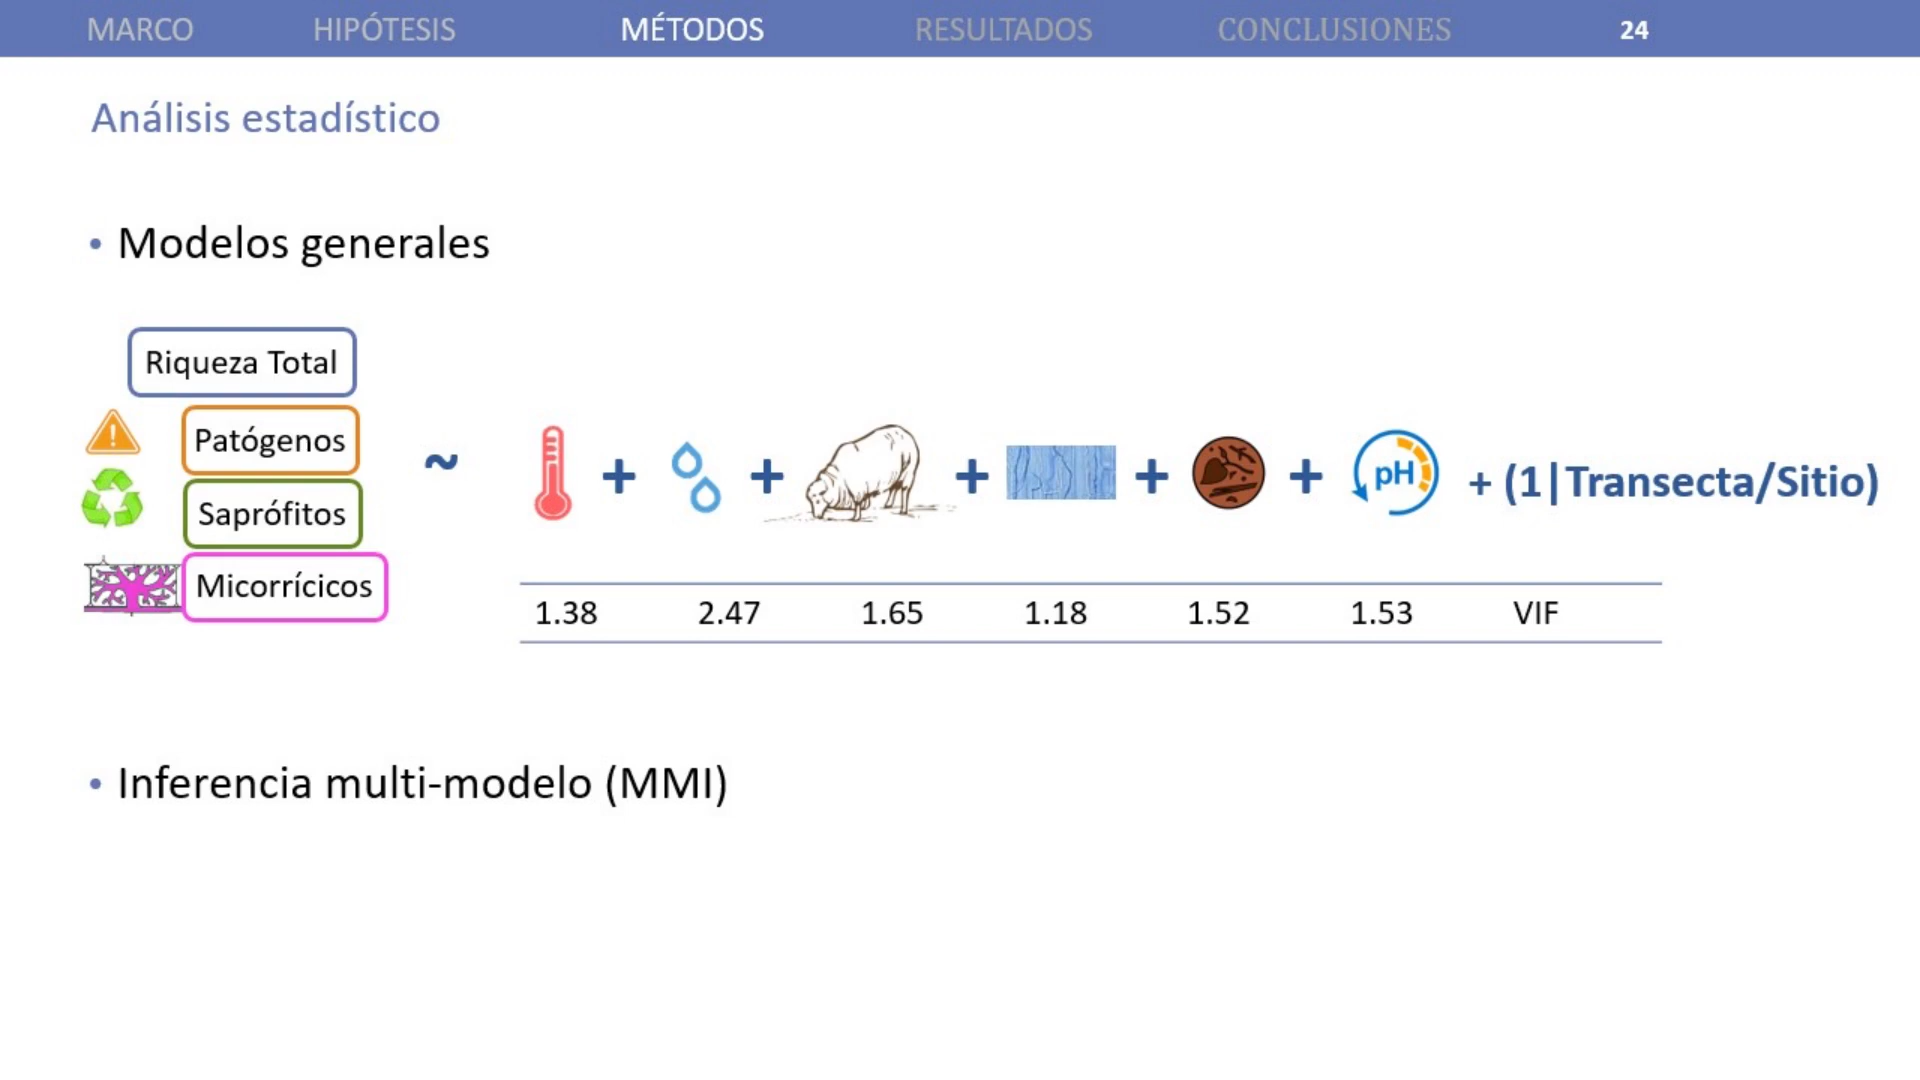 MARCO HIPÓTESIS MÉTODOS RESULTADOS CONCLUSIONES 24
Análisis estadístico
• Modelos generales
Riqueza Total
Patógenos
Saprófitos
Micorrícicos
~ + + + + + pH + (1|Transecta/Sitio)
1.38 2.47 1.65 1.18 1.52 1.53 VIF
• Inferencia multi-modelo (MMI)